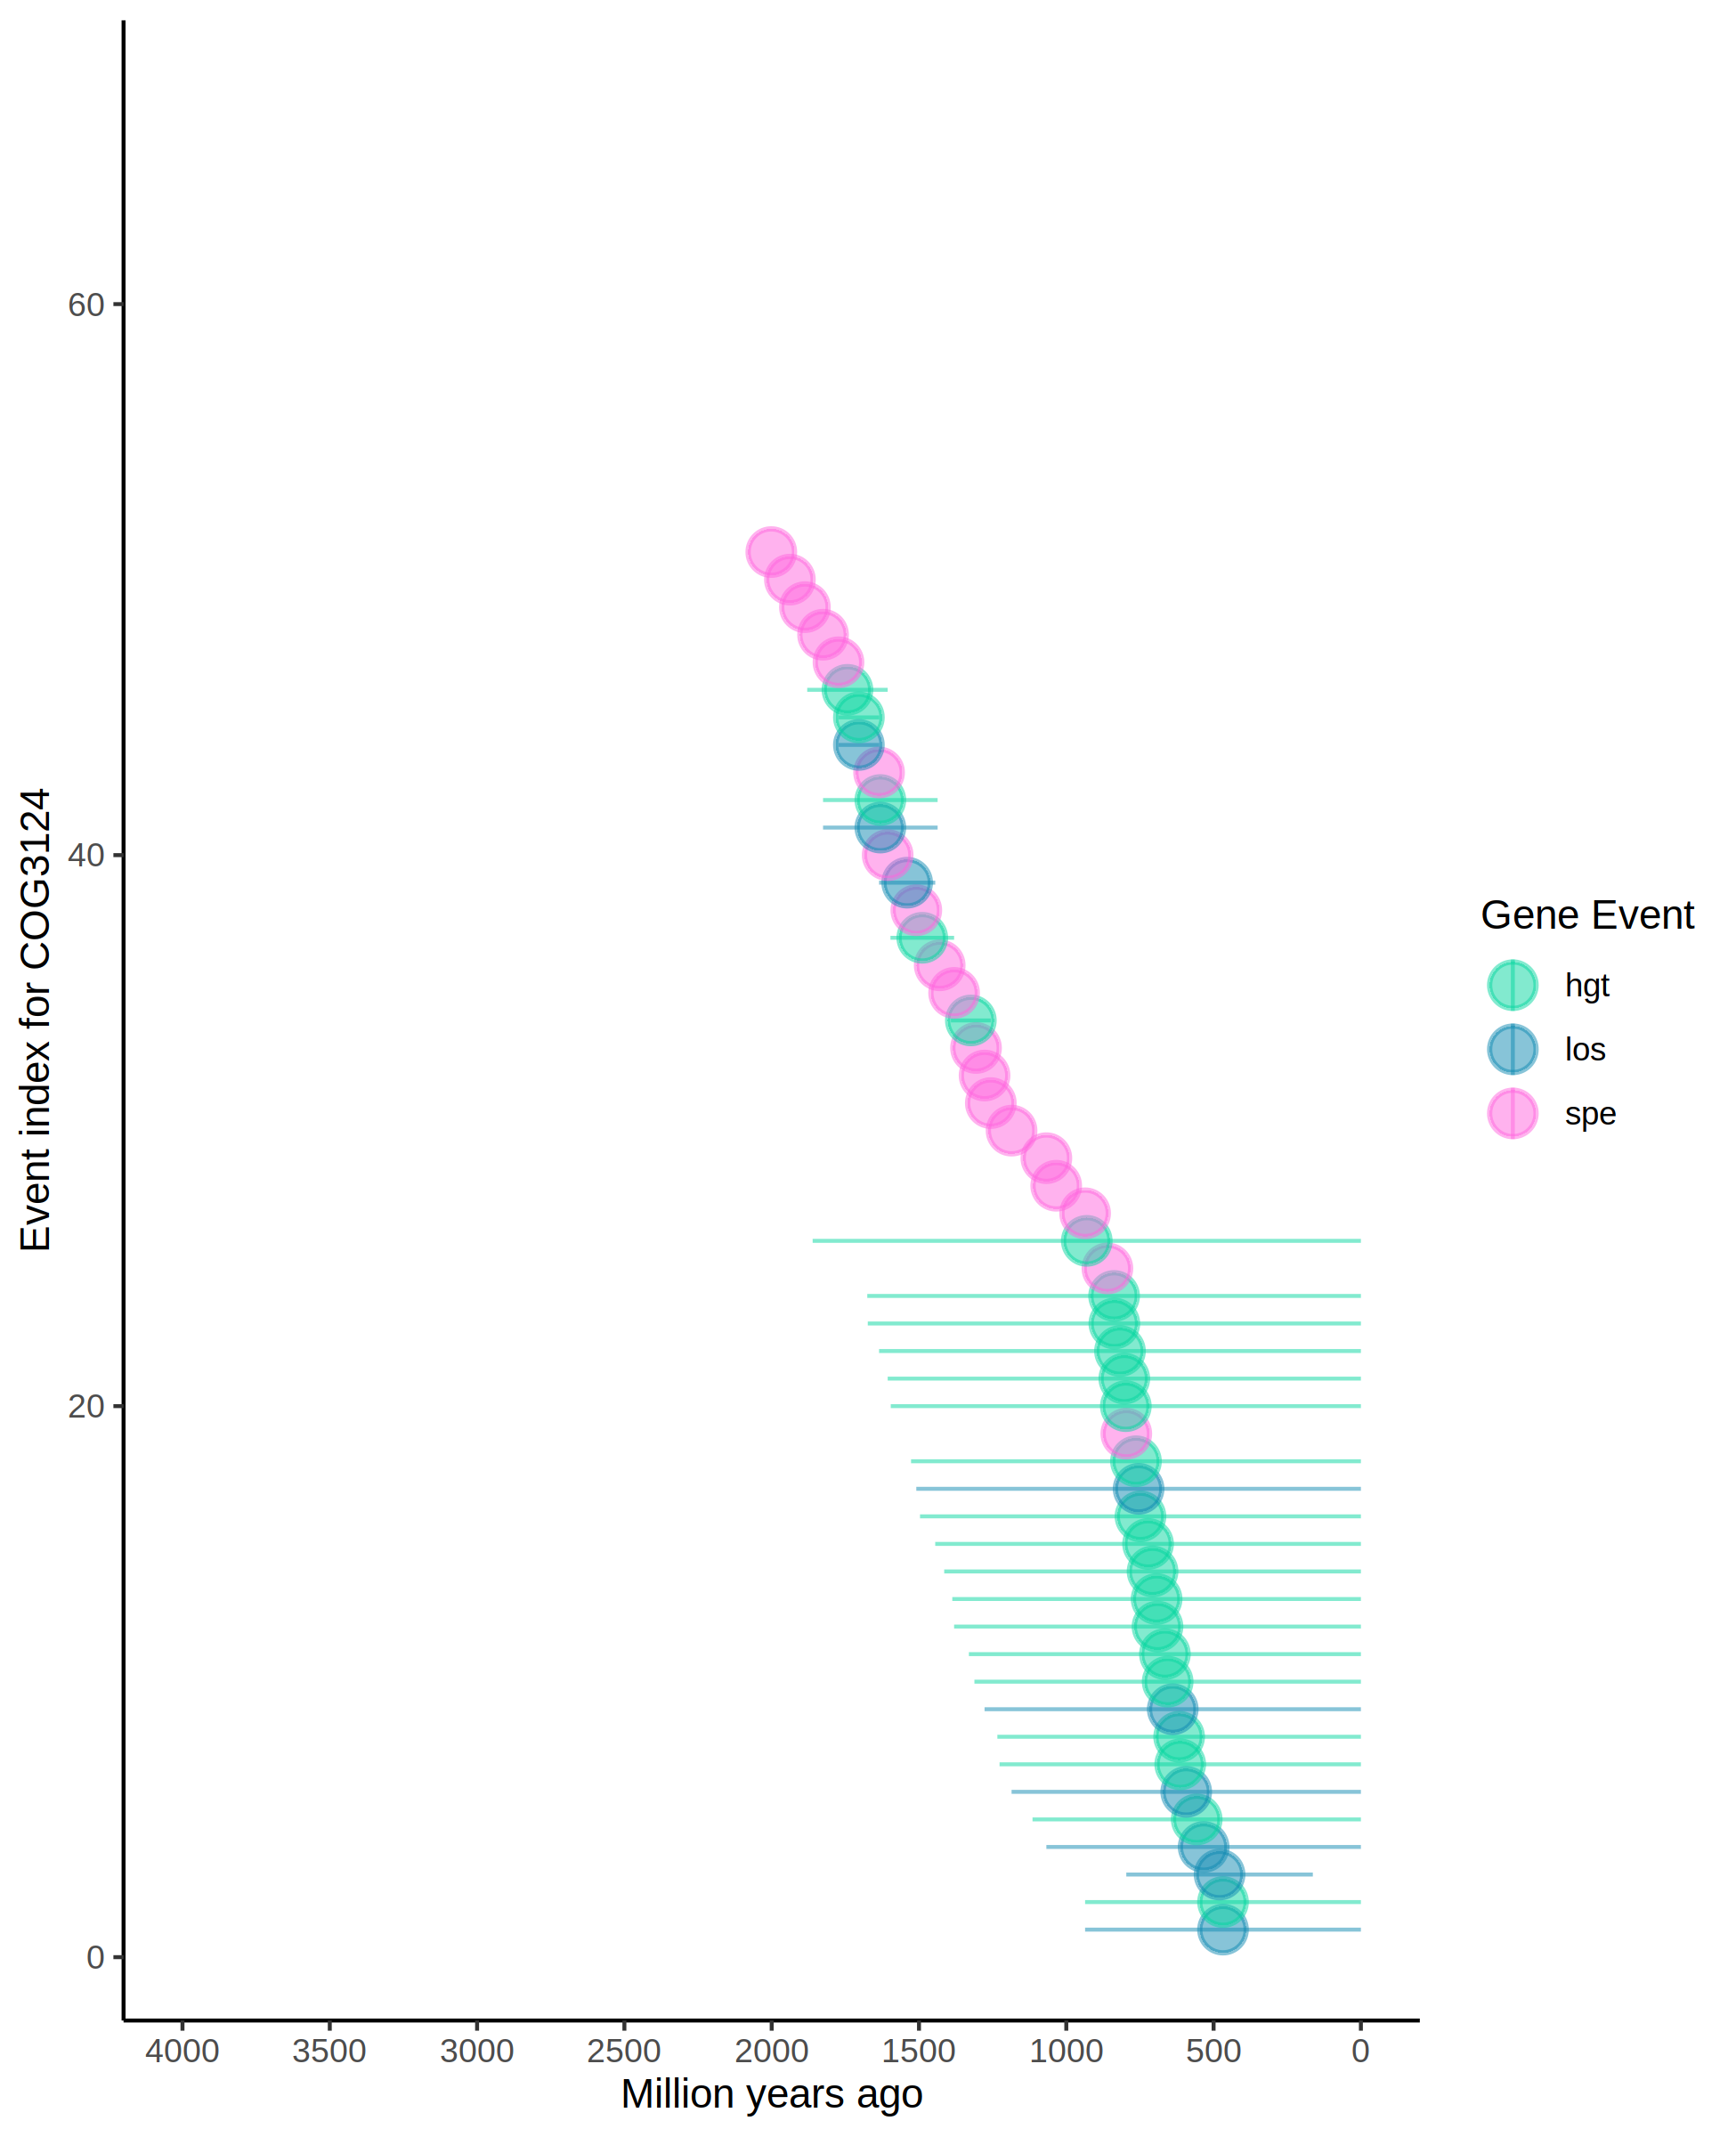 Event index for COG3124
60
40
20
0
4000 3500 3000 2500 2000 1500 1000 500 0
Million years ago
Gene Event
hgt
los
spe